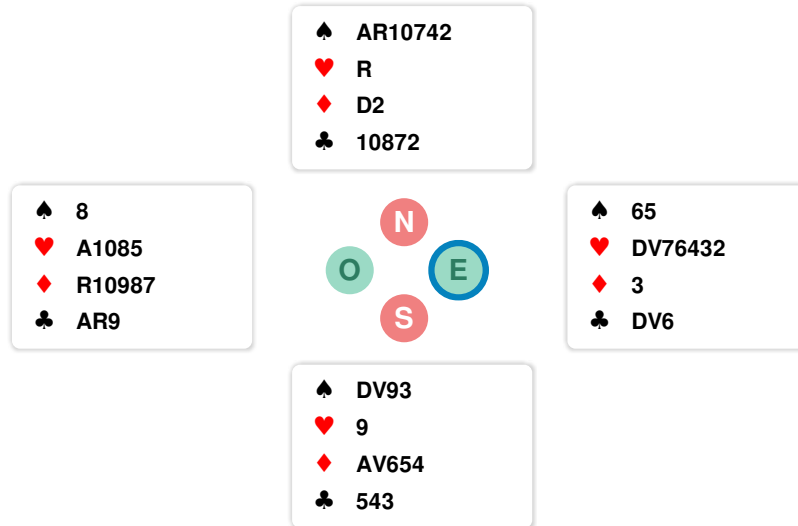 ♠ AR10742
♥ R
♦ D2
♣ 10872
♠ 8
♥ A1085
♦ R10987
♣ AR9
N
O
E
S
♠ 65
♥ DV76432
♦ 3
♣ DV6
♠ DV93
♥ 9
♦ AV654
♣ 543